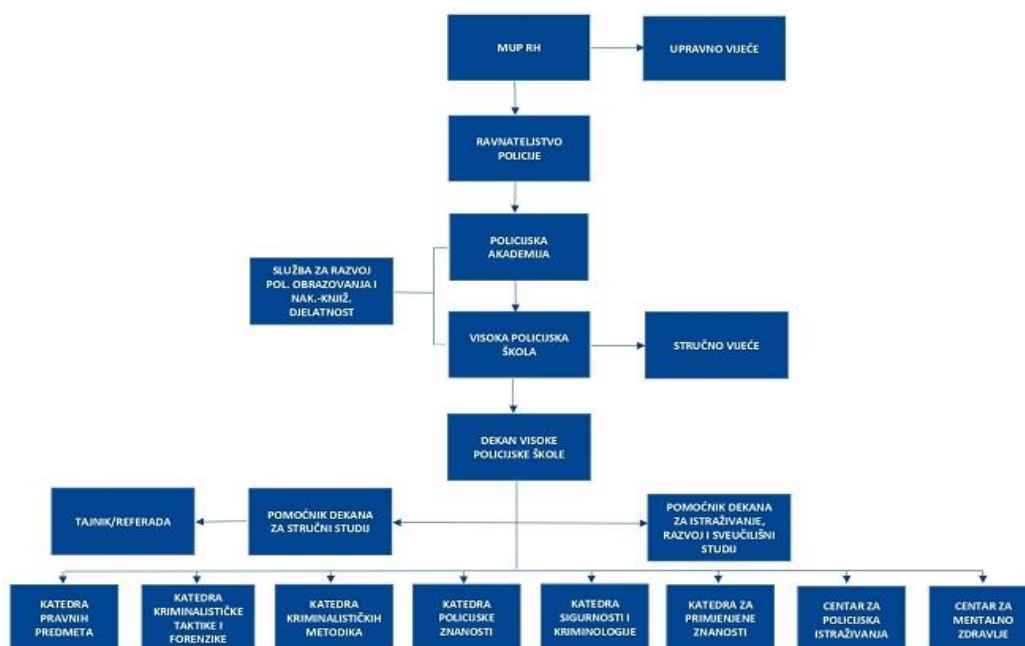 MUP RH
UPRAVNO VIJEĆE
RAVNATELJSTVO
POLICIJE
POLICIJSKA
AKADEMIJA
SLUŽBA ZA RAZVOJ
POL. OBRAZOVANJA I
NAK.-KNJIŽ.
DJELATNOST
VISOKA POLICIJSKA
ŠKOLA
STRUČNO VIJEĆE
DEKAN VISOKE
POLICIJSKE ŠKOLE
TAJNIK/REFERADA
POMOĆNIK DEKANA
ZA STRUČNI STUDIJ
POMOĆNIK DEKANA
ZA ISTRAŽIVANJE,
RAZVOJ I SVEUČILIŠNI
STUDIJ
KATEDRA
PRAVNIH
PREDMETA
KATEDRA
KRIMINALISTIČKE
TAKTIKE I
FORENZIKE
KATEDRA
KRIMINALISTIČKIH
METODIKA
KATEDRA
POLICIJSKE
ZNANOSTI
KATEDRA
SIGURNOSTI I
KRIMINOLOGIJE
KATEDRA ZA
PRIMJENJENE
ZNANOSTI
CENTAR ZA
POLICIJSKA
ISTRAŽIVANJA
CENTAR ZA
MENTALNO
ZDRAVLJE